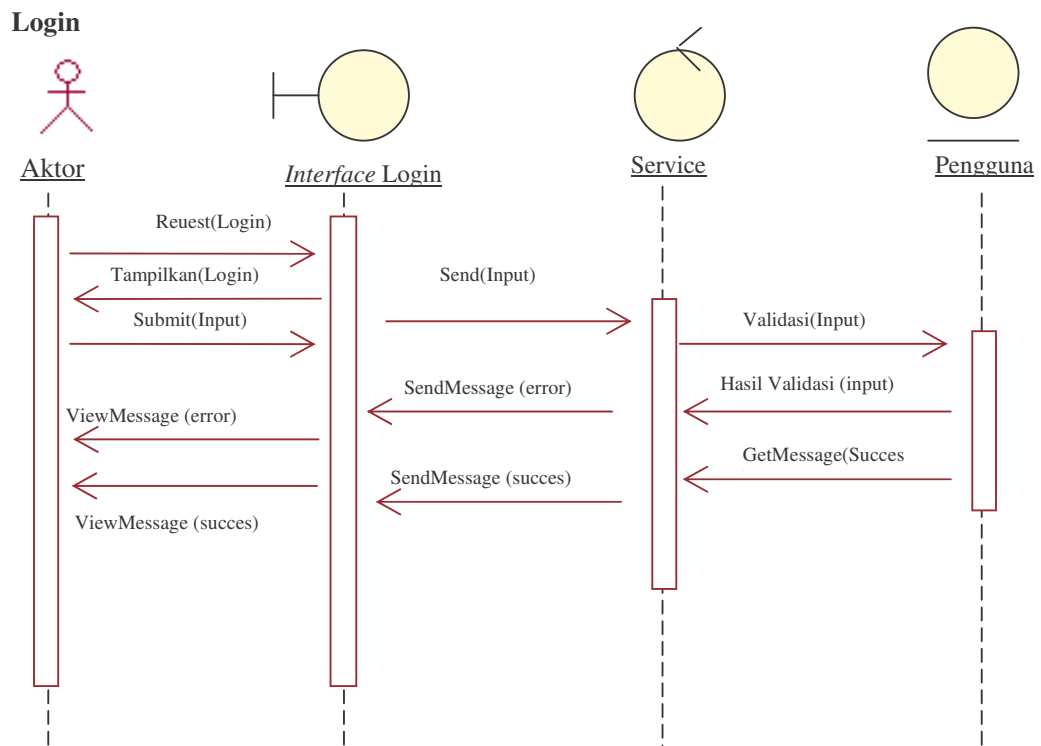 Login
Aktor
Interface Login
Service
Pengguna
Reuest(Login)
Tampilkan(Login)
Send(Input)
Submit(Input)
Validasi(Input)
SendMessage (error)
Hasil Validasi (input)
ViewMessage (error)
GetMessage(Succes
SendMessage (succes)
ViewMessage (succes)